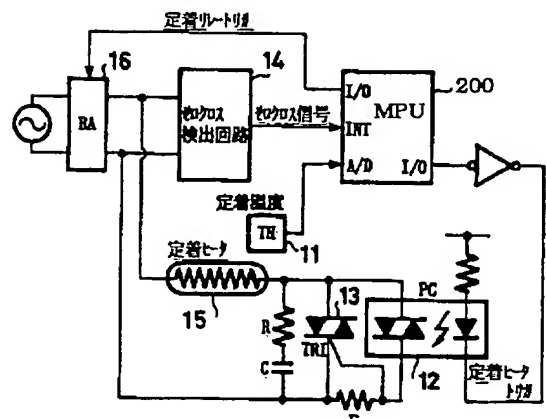 定着リレートリガ
16
14
200
RA
ゼロクロス
検出回路
ゼロクロス信号
I/O
MPU
INT
A/D
I/O
定着温度
TH
11
定着ヒータ
15
R
C
13
TRI
PC
12
定着ヒータ
トリガ
R